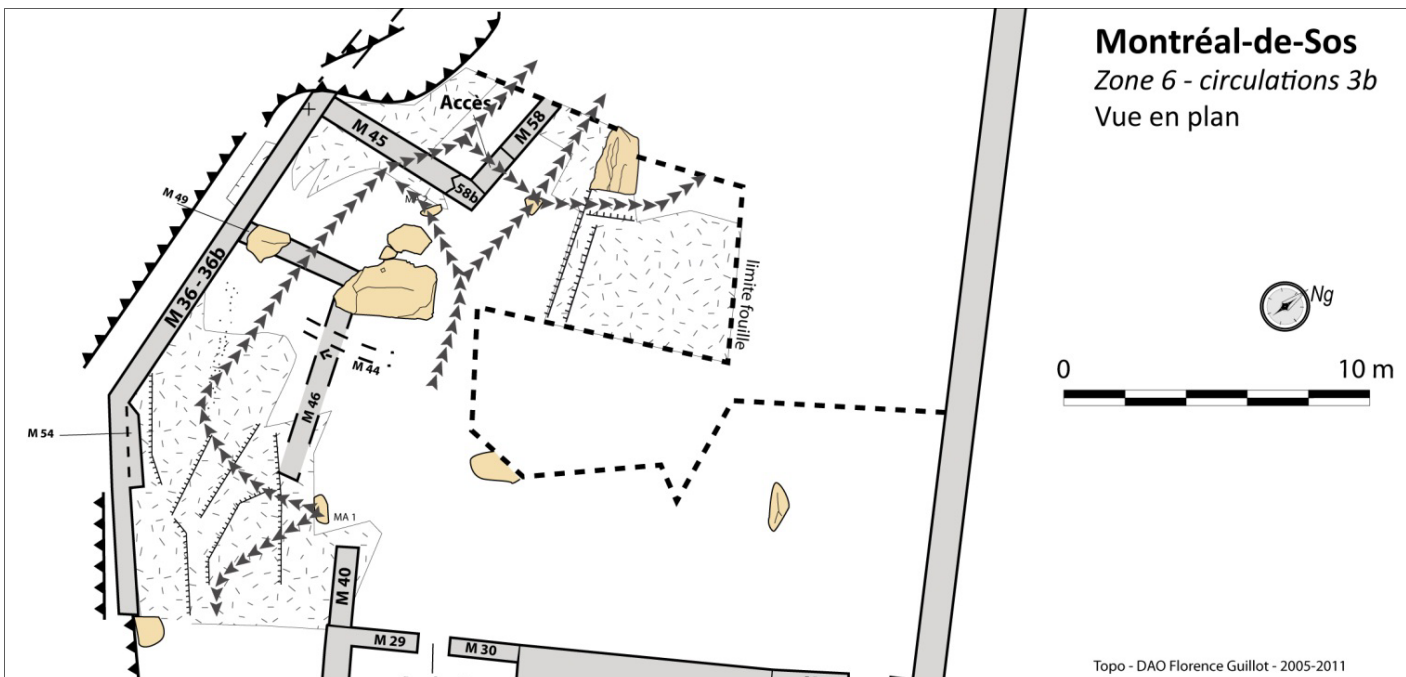 Montréal-de-Sos
Zone 6 - circulations 3b
Vue en plan
Accès
M 45
M 58
58b
M 49
M 36 - 36b
limite fouille
Ng
M 44
0 10 m
M 46
M 54
MA 1
M 40
M 29
M 30
Topo - DAO Florence Guillot - 2005-2011